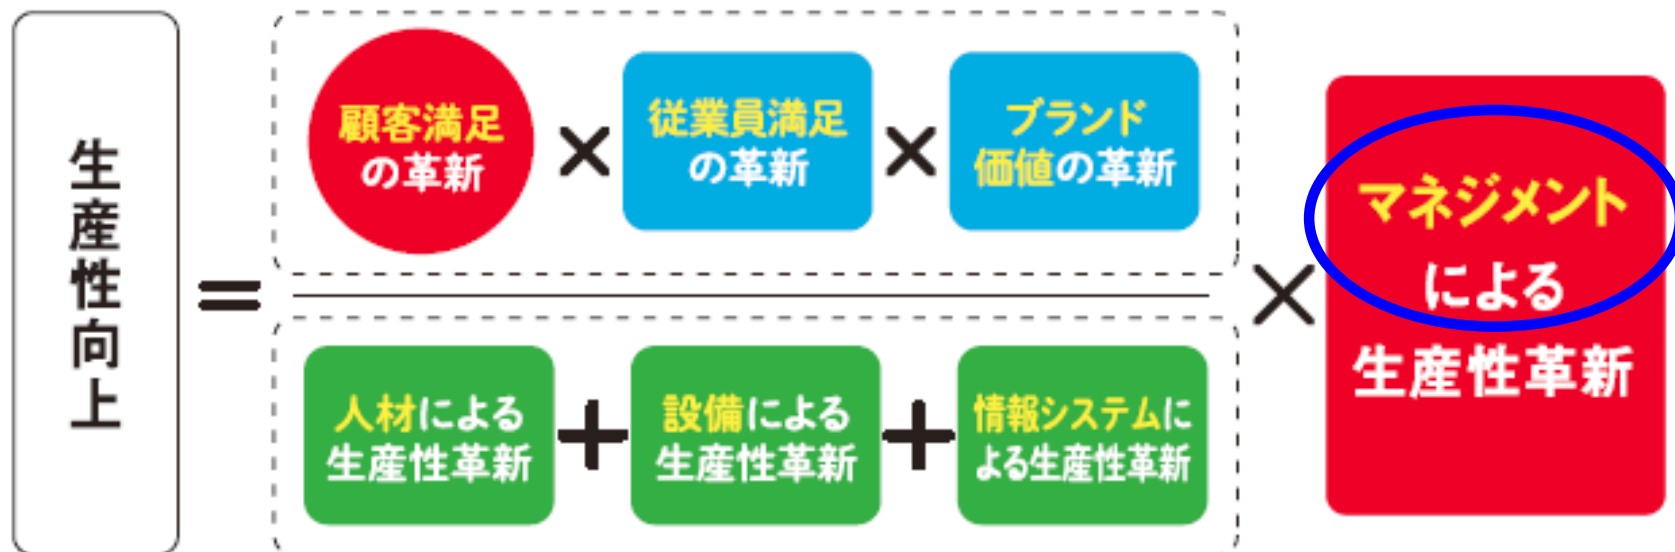 生産性向上
=
顧客満足
の革新
×
従業員満足
の革新
×
ブランド
価値の革新
人材による
生産性革新
+
設備による
生産性革新
+
情報システムに
よる生産性革新
×
マネジメント
による
生産性革新